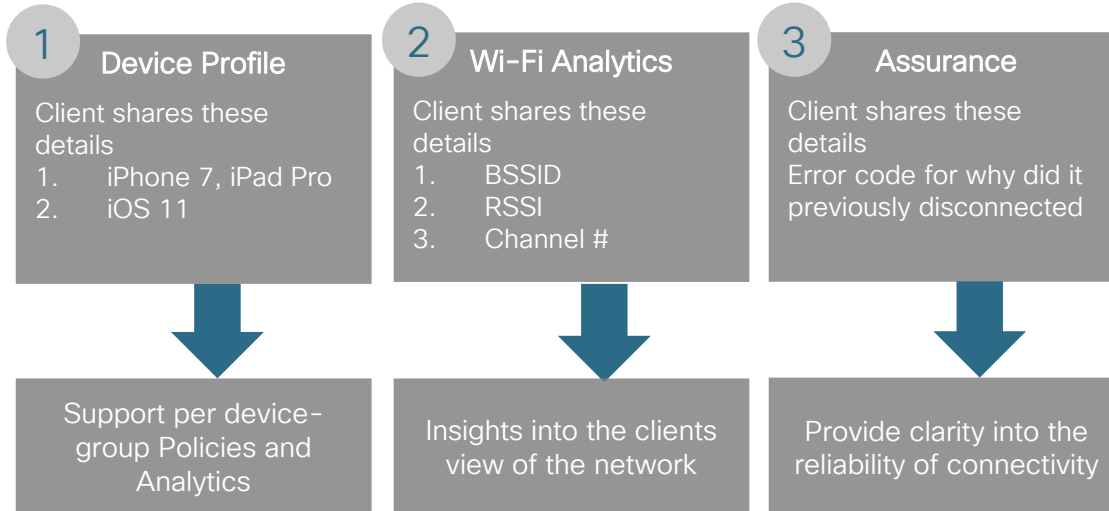 1
Device Profile
Client shares these
details
1. iPhone 7, iPad Pro
2. iOS 11
Support per device-
group Policies and
Analytics
2
Wi-Fi Analytics
Client shares these
details
1. BSSID
2. RSSI
3. Channel #
Insights into the clients
view of the network
3
Assurance
Client shares these
details
Error code for why did it
previously disconnected
Provide clarity into the
reliability of connectivity